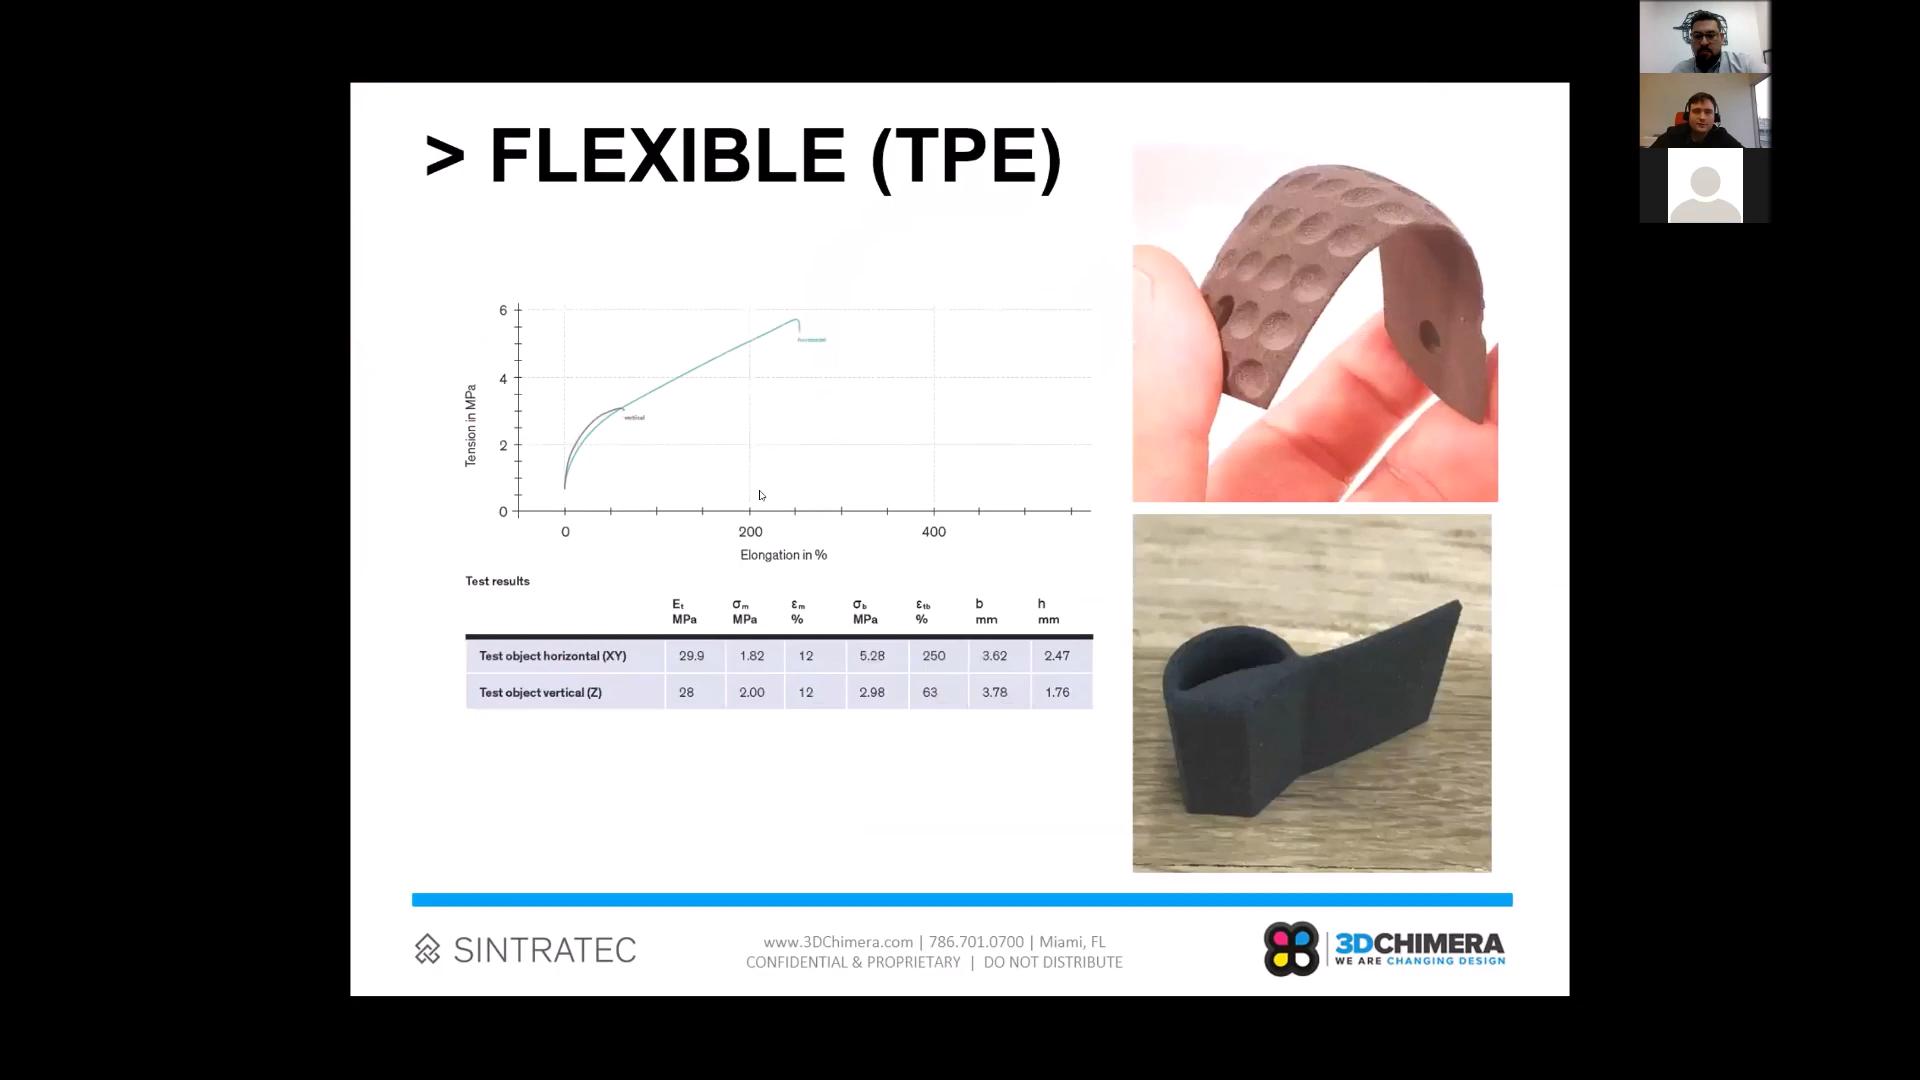 > FLEXIBLE (TPE)
6
4
2
0
Tension in MPa
vertical
0
200
400
Elongation in %
Test results
Eₜ
MPa
σₘ
MPa
εₘ
%
σb
MPa
εtb
%
b
mm
h
mm
Test object horizontal (XY) 29.9 1.82 12 5.28 250 3.62 2.47
Test object vertical (Z) 28 2.00 12 2.98 63 3.78 1.76
SINTRATEC
www.3DChimera.com | 786.701.0700 | Miami, FL
CONFIDENTIAL & PROPRIETARY | DO NOT DISTRIBUTE
3DCHIMERA
WE ARE CHANGING DESIGN